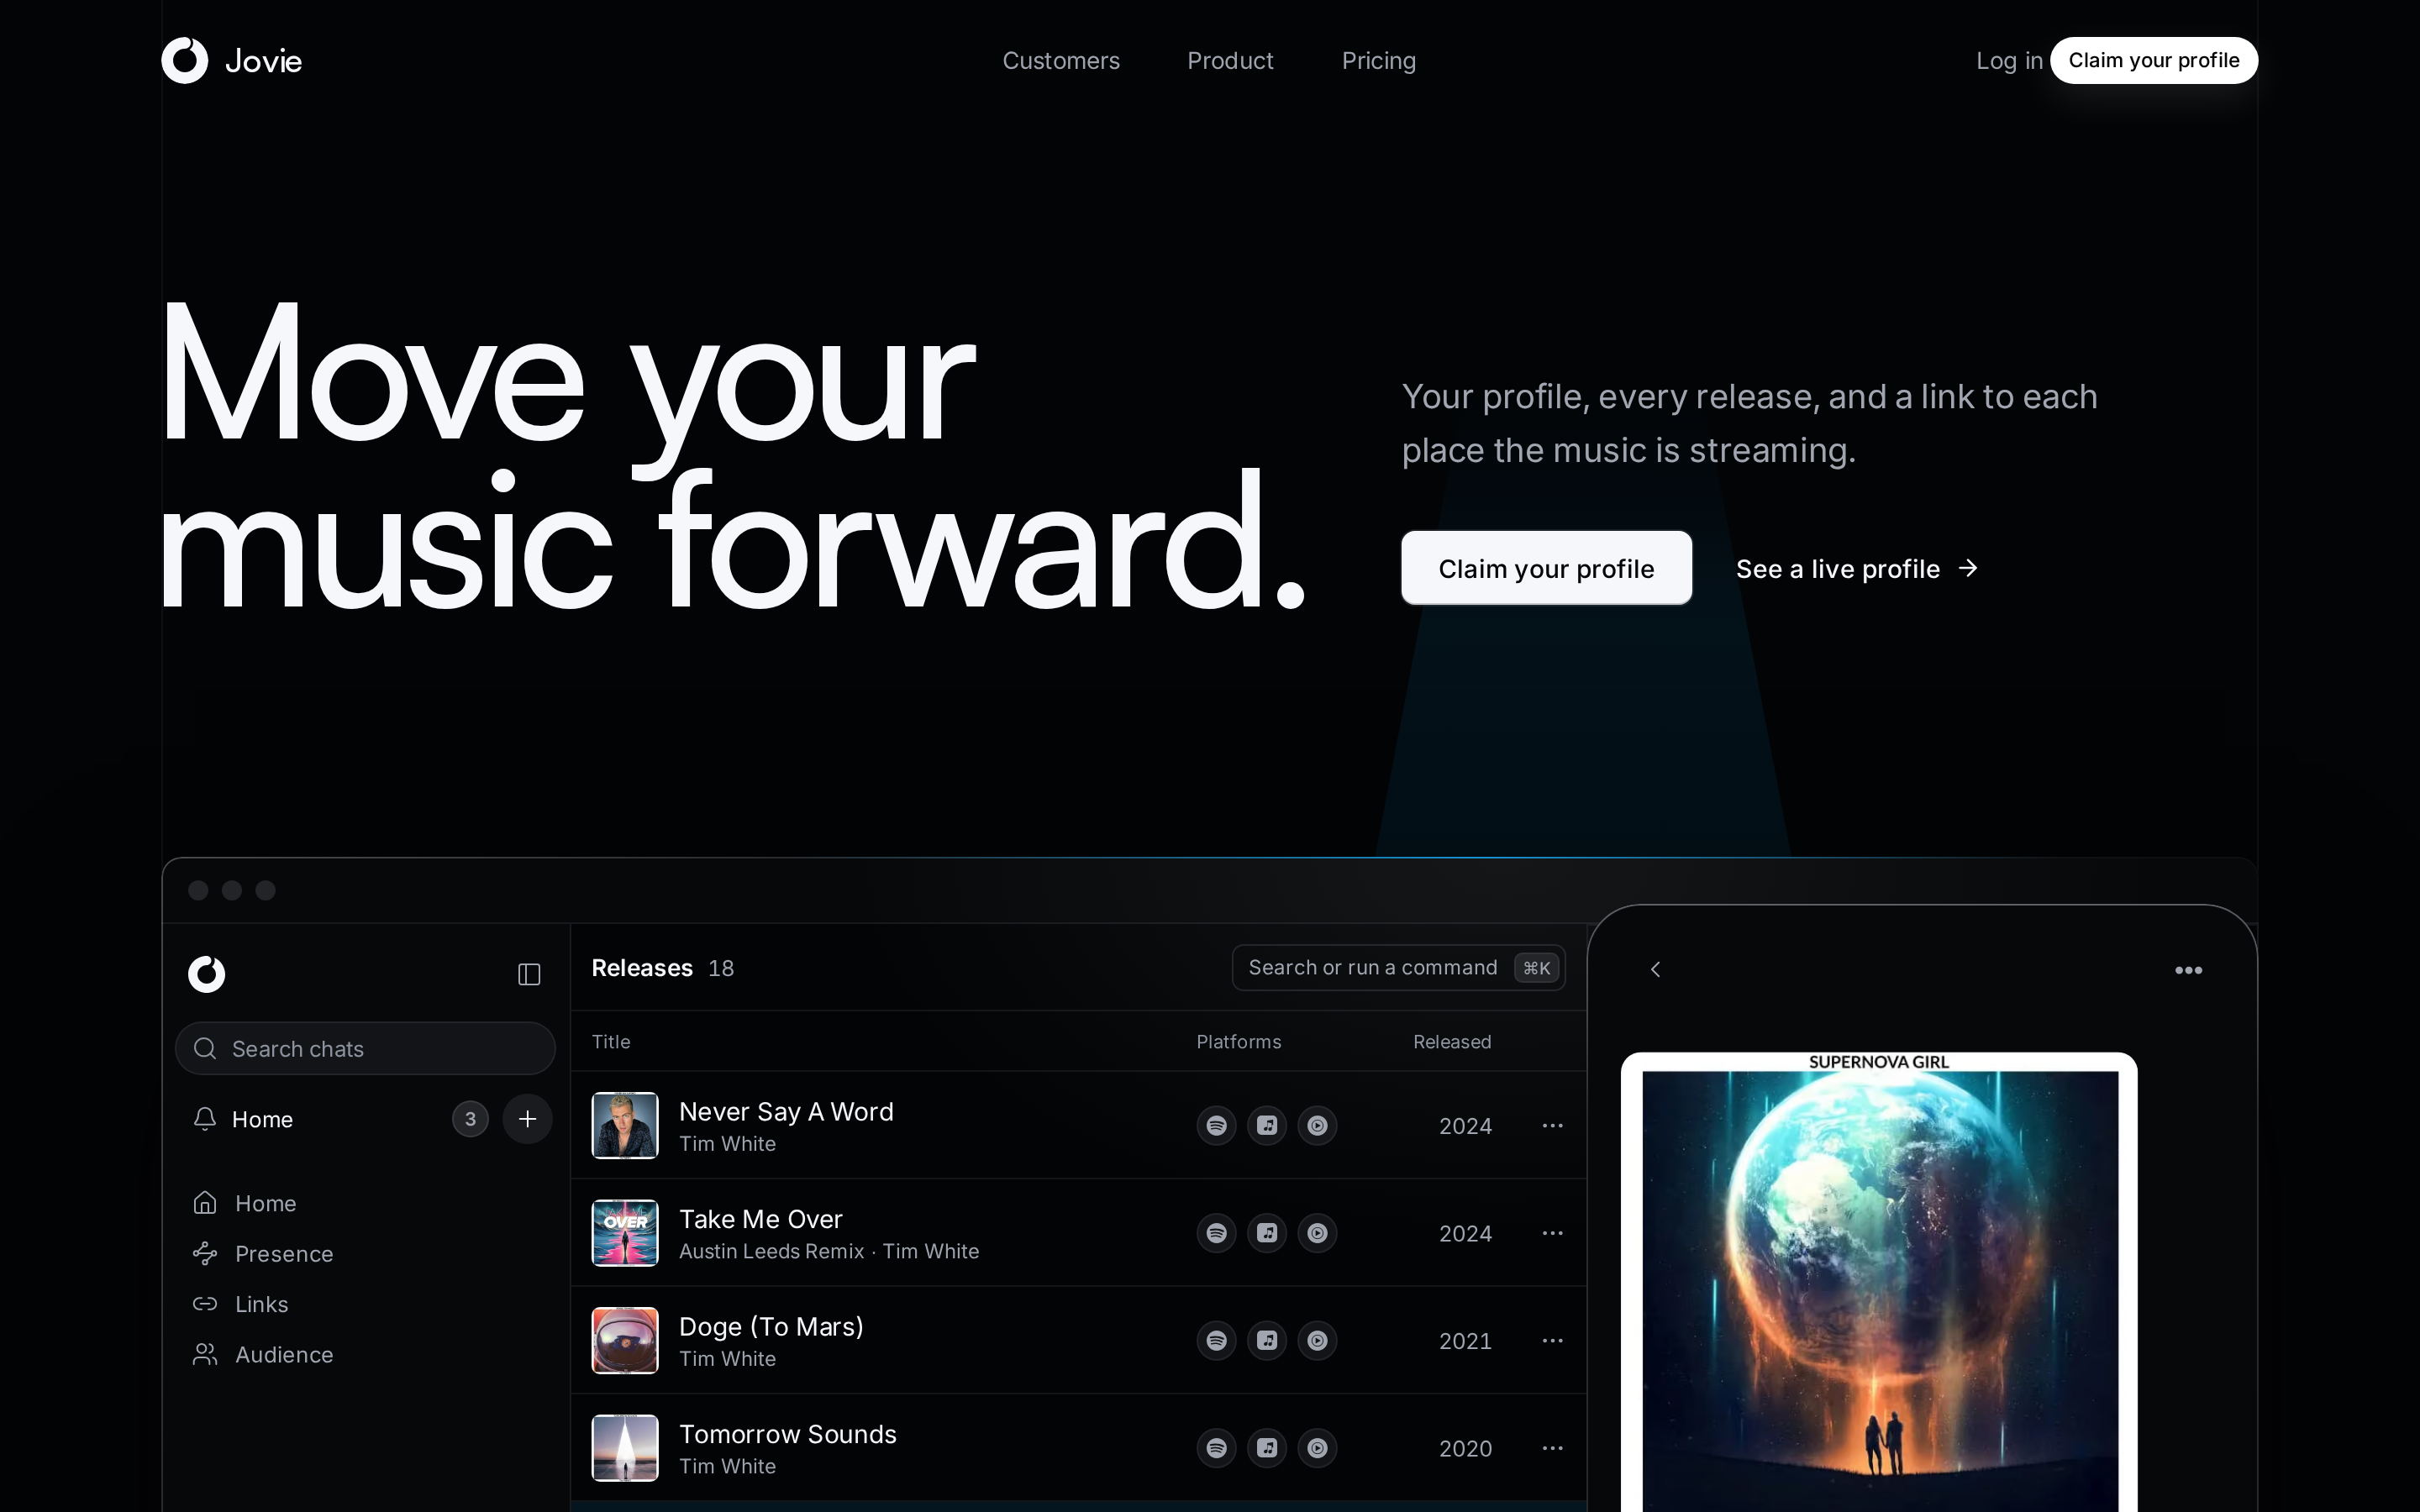 Jovie
Customers
Product
Pricing
Log in
Claim your profile
Move your
music forward.
Your profile, every release, and a link to each
place the music is streaming.
Claim your profile
See a live profile →
Releases 18
Search or run a command ⌘K
Search chats
Home
3
Home
Presence
Links
Audience
Title
Platforms
Released
Never Say A Word
Tim White
2024
OVER
Take Me Over
Austin Leeds Remix · Tim White
2024
Doge (To Mars)
Tim White
2021
Tomorrow Sounds
Tim White
2020
SUPERNOVA GIRL